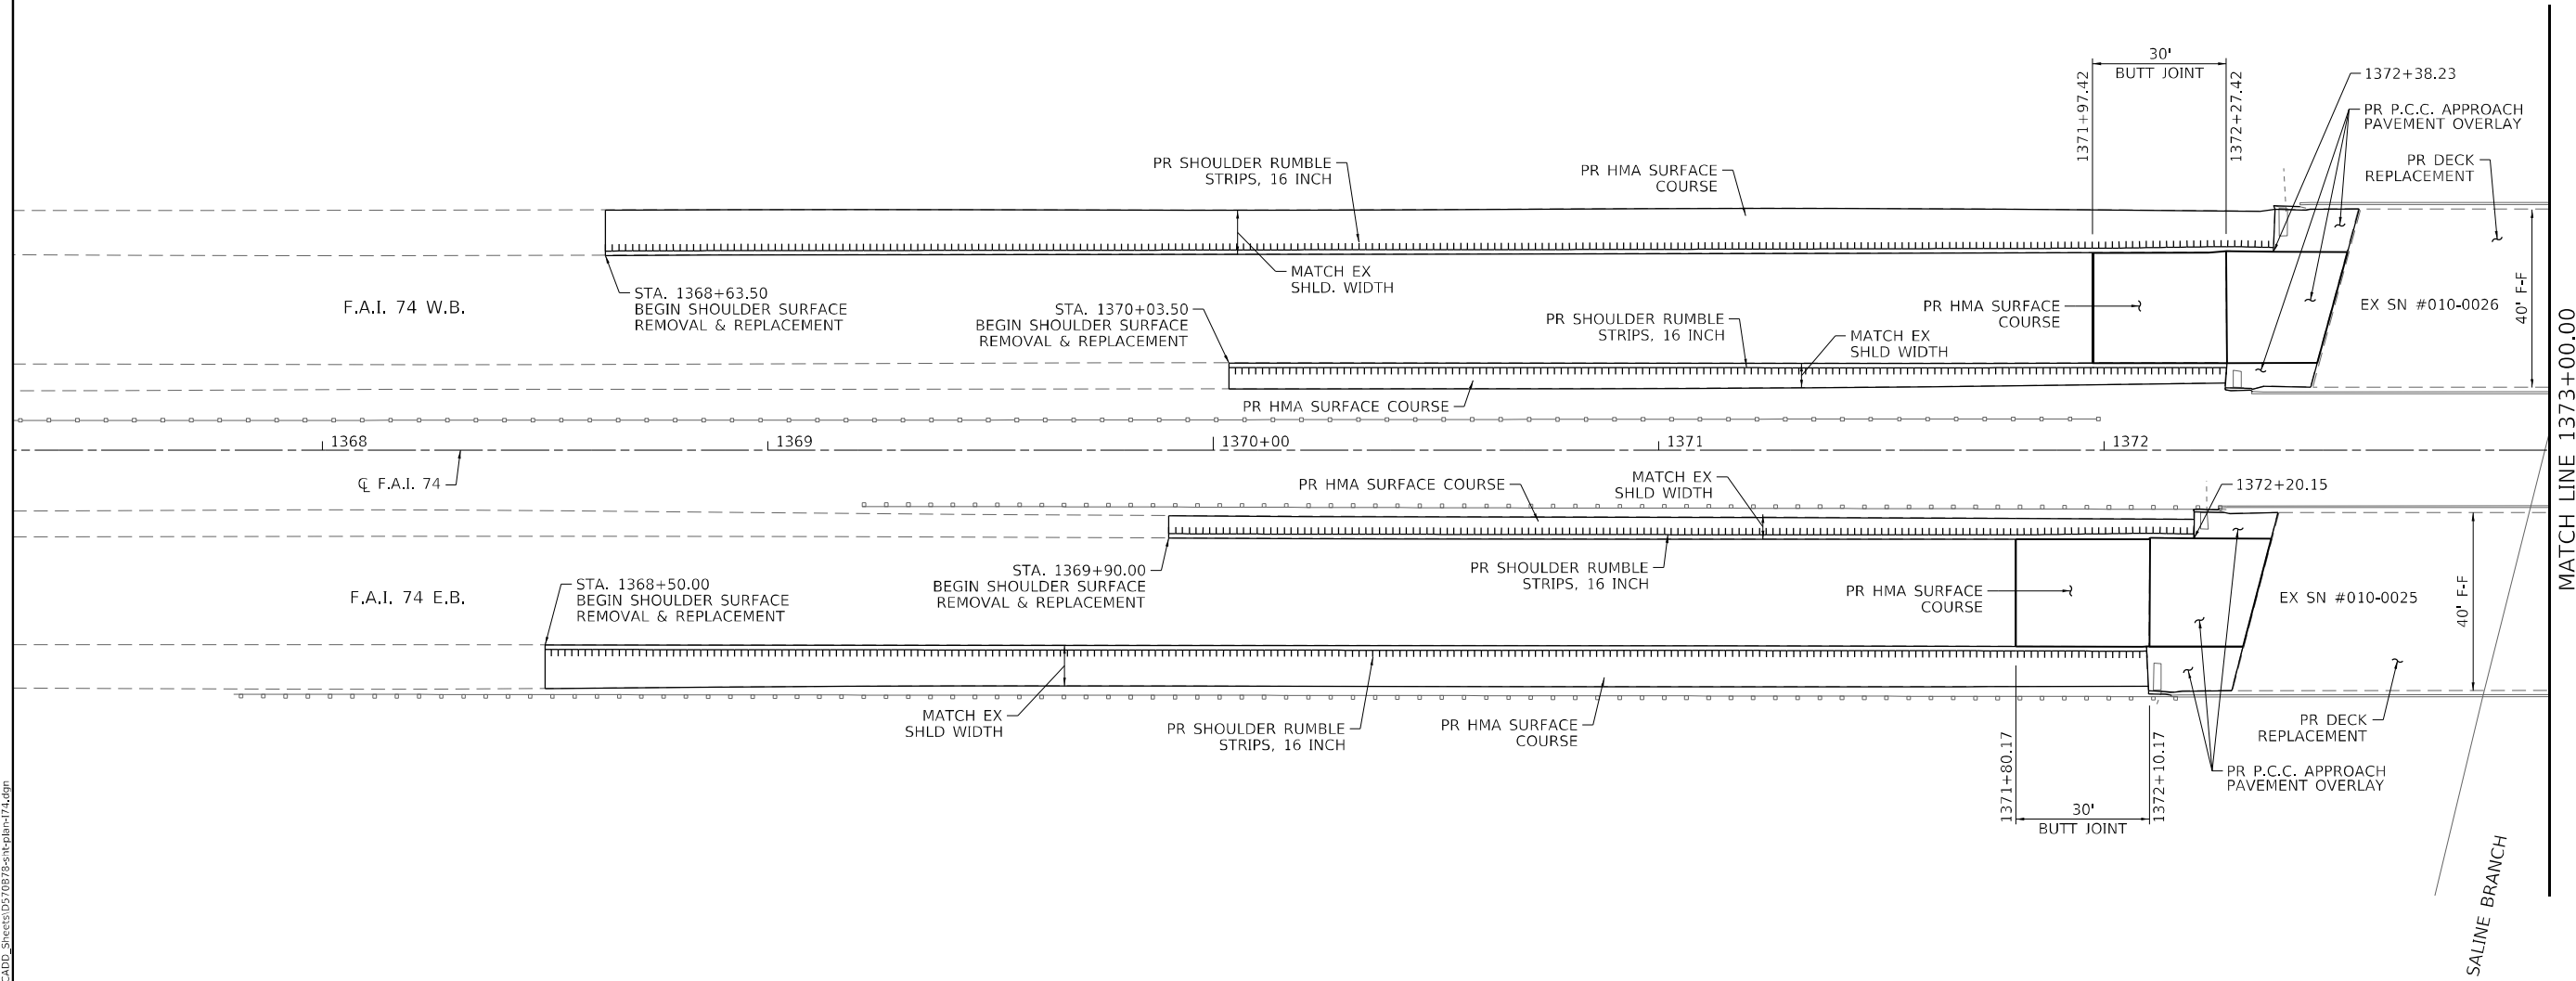 30'
BUTT JOINT
1371+97.42
1372+27.42
1372+38.23
PR P.C.C. APPROACH
PAVEMENT OVERLAY
PR DECK
REPLACEMENT
PR SHOULDER RUMBLE
STRIPS, 16 INCH
PR HMA SURFACE
COURSE
MATCH EX
SHLD. WIDTH
STA. 1368+63.50
BEGIN SHOULDER SURFACE
REMOVAL & REPLACEMENT
F.A.I. 74 W.B.
STA. 1370+03.50
BEGIN SHOULDER SURFACE
REMOVAL & REPLACEMENT
PR SHOULDER RUMBLE
STRIPS, 16 INCH
MATCH EX
SHLD WIDTH
PR HMA SURFACE
COURSE
EX SN #010-0026
40' F-F
PR HMA SURFACE COURSE
1368
1369
1370+00
1371
1372
MATCH LINE 1373+00.00
℄ F.A.I. 74
PR HMA SURFACE COURSE
MATCH EX
SHLD WIDTH
1372+20.15
STA. 1368+50.00
BEGIN SHOULDER SURFACE
REMOVAL & REPLACEMENT
F.A.I. 74 E.B.
STA. 1369+90.00
BEGIN SHOULDER SURFACE
REMOVAL & REPLACEMENT
PR SHOULDER RUMBLE
STRIPS, 16 INCH
PR HMA SURFACE
COURSE
EX SN #010-0025
40' F-F
MATCH EX
SHLD WIDTH
PR SHOULDER RUMBLE
STRIPS, 16 INCH
PR HMA SURFACE
COURSE
PR DECK
REPLACEMENT
PR P.C.C. APPROACH
PAVEMENT OVERLAY
1371+80.17
1372+10.17
30'
BUTT JOINT
SALINE BRANCH
CADD_Sheets\D570B78-sht-plan-I74.dgn